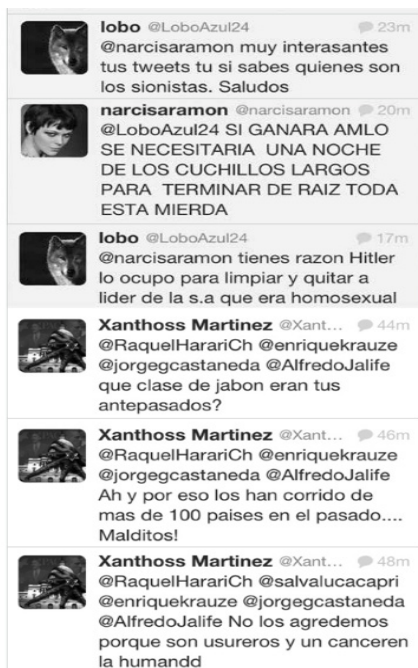 lobo @LoboAzul24 23m
@narcisaramon muy interasantes
tus tweets tu si sabes quienes son
los sionistas. Saludos
narcisaramon @narcisaramon 20m
@LoboAzul24 SI GANARA AMLO
SE NECESITARIA UNA NOCHE
DE LOS CUCHILLOS LARGOS
PARA TERMINAR DE RAIZ TODA
ESTA MIERDA
lobo @LoboAzul24 17m
@narcisaramon tienes razon Hitler
lo ocupo para limpiar y quitar a
lider de la s.a que era homosexual
Xanthoss Martinez @Xant... 44m
@RaquelHarariCh @enriquekrauze
@jorgegcastaneda @AlfredoJalife
que clase de jabon eran tus
antepasados?
Xanthoss Martinez @Xant... 46m
@RaquelHarariCh @enriquekrauze
@jorgegcastaneda @AlfredoJalife
Ah y por eso los han corrido de
mas de 100 paises en el pasado....
Malditos!
Xanthoss Martinez @Xant... 48m
@RaquelHarariCh @salvalucacapri
@enriquekrauze @jorgegcastaneda
@AlfredoJalife No los agredemos
porque son usureros y un canceren
la humandd